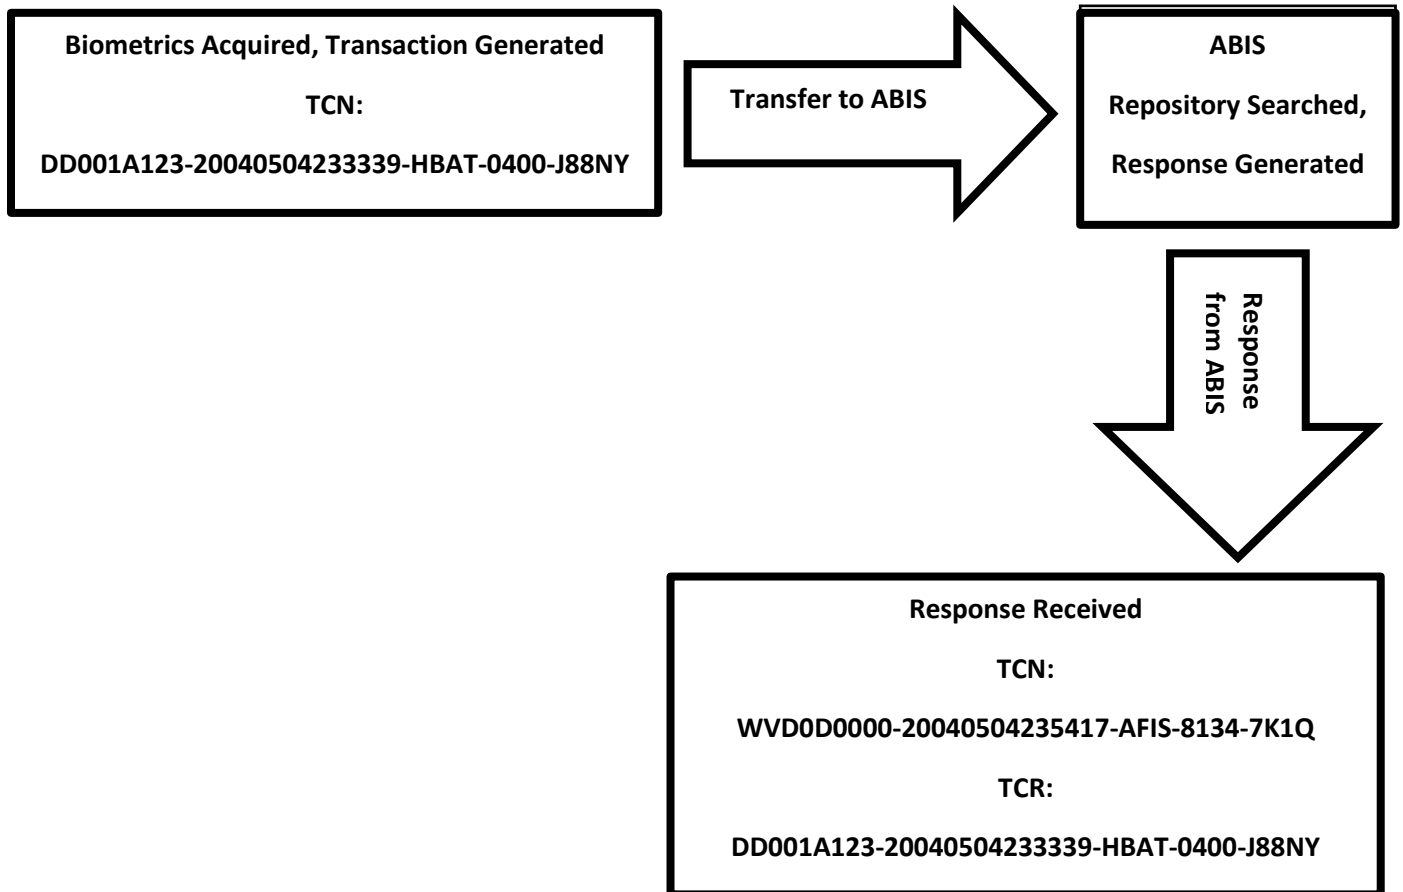 Biometrics Acquired, Transaction Generated
TCN:
DD001A123-20040504233339-HBAT-0400-J88NY
Transfer to ABIS
ABIS
Repository Searched,
Response Generated
Response
from ABIS
Response Received
TCN:
WVD0D0000-20040504235417-AFIS-8134-7K1Q
TCR:
DD001A123-20040504233339-HBAT-0400-J88NY